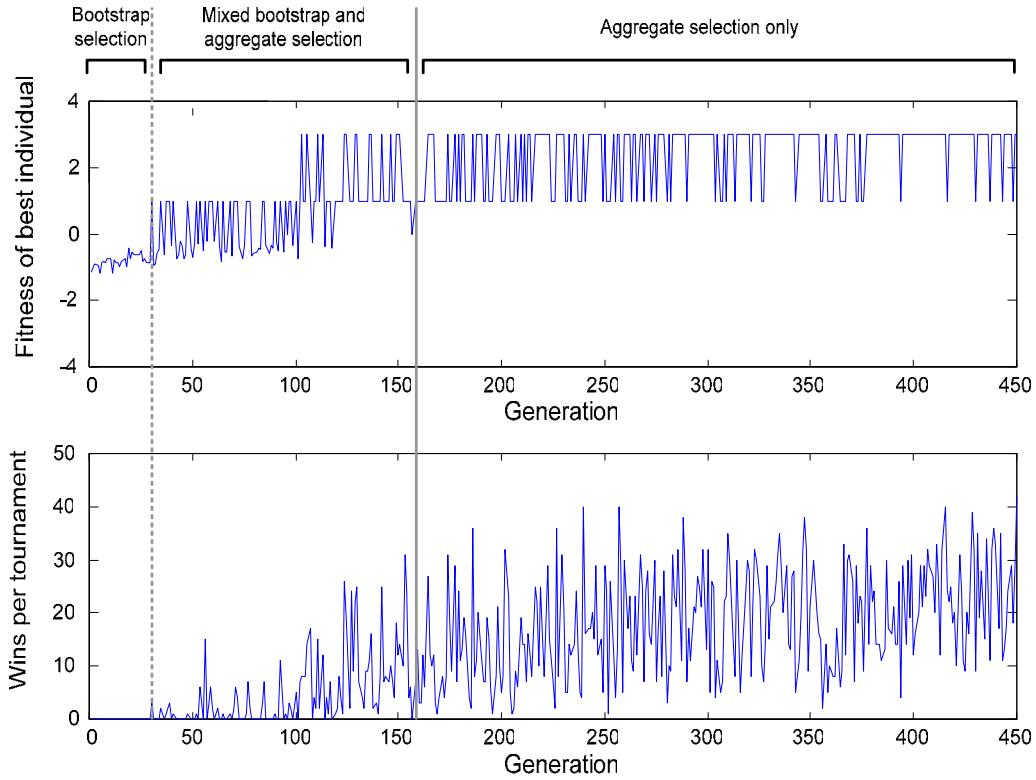 Bootstrap selection
Mixed bootstrap and aggregate selection
Aggregate selection only
Fitness of best individual
4
2
0
-2
-4
0 50 100 150 200 250 300 350 400 450
Generation
Wins per tournament
50
40
30
20
10
0
0 50 100 150 200 250 300 350 400 450
Generation